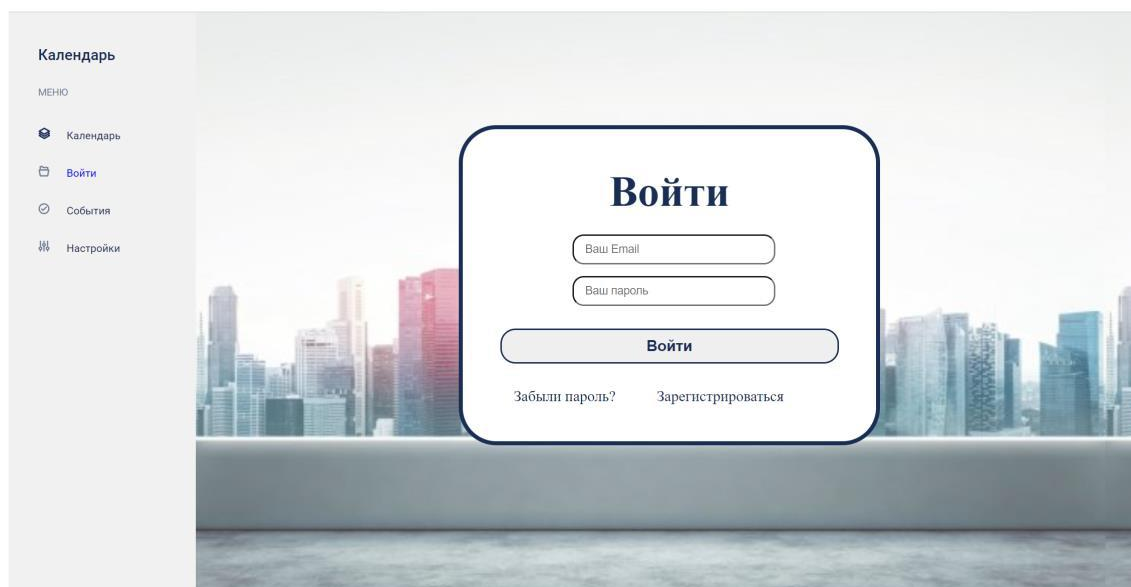 Календарь
МЕНЮ
Календарь
Войти
События
Настройки
Войти
Ваш Email
Ваш пароль
Войти
Забыли пароль? Зарегистрироваться